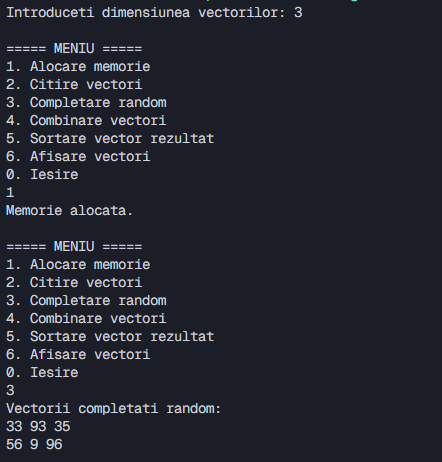 Introduceti dimensiunea vectorilor: 3
===== MENIU =====
1. Alocare memorie
2. Citire vectori
3. Completare random
4. Combinare vectori
5. Sortare vector rezultat
6. Afisare vectori
0. Iesire
1
Memorie alocata.
===== MENIU =====
1. Alocare memorie
2. Citire vectori
3. Completare random
4. Combinare vectori
5. Sortare vector rezultat
6. Afisare vectori
0. Iesire
3
Vectorii completati random:
33 93 35
56 9 96